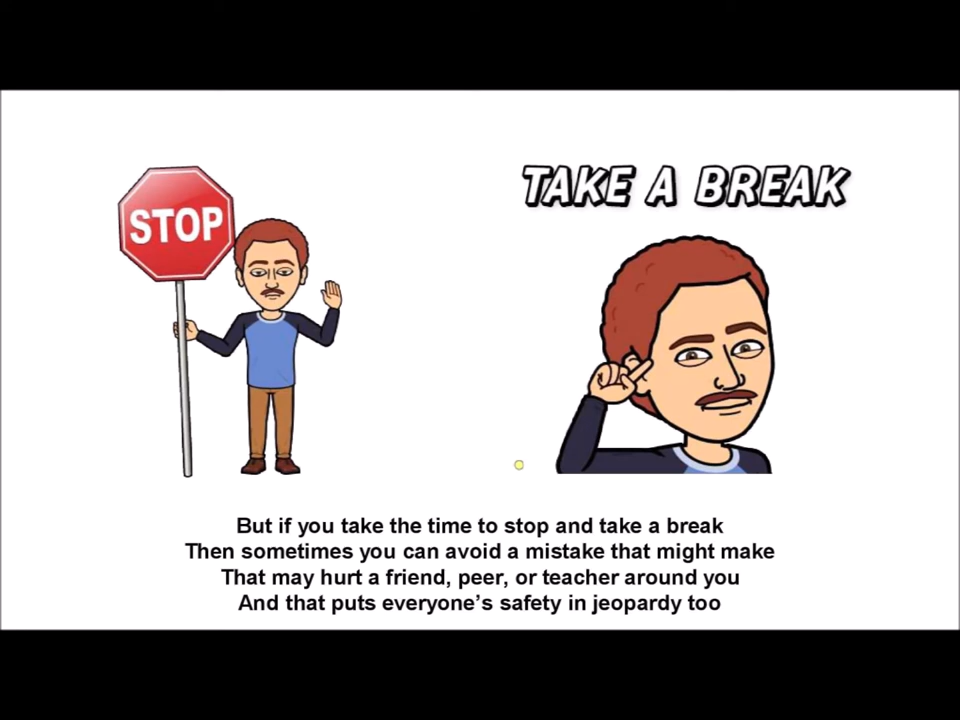 STOP
TAKE A BREAK
But if you take the time to stop and take a break
Then sometimes you can avoid a mistake that might make
That may hurt a friend, peer, or teacher around you
And that puts everyone’s safety in jeopardy too